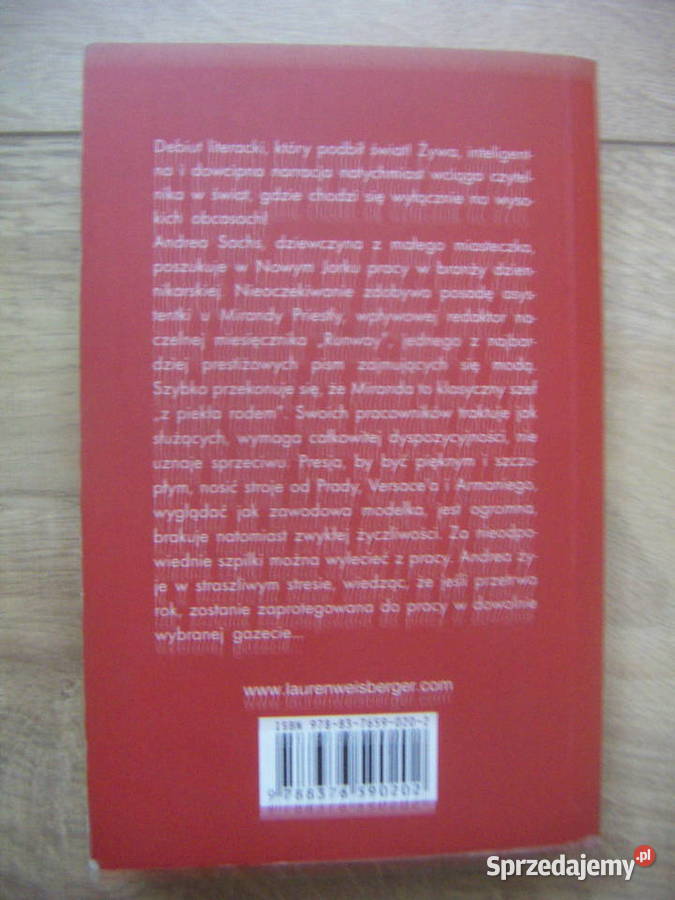 Debiut literacki, który podbił świat! Żywa, inteligent-
na i dowcipna narracja natychmiast wciąga czytel-
nika w świat, gdzie chodzi się wyłącznie na wyso-
kich obcasach!
Andrea Sachs, dziewczyna z małego miasteczka,
poszukuje w Nowym Jorku pracy w branży dzien-
nikarskiej. Nieoczekiwanie zdobywa posadę asys-
tentki u Mirandy Priestly, wpływowej redaktor na-
czelnej miesięcznika „Runway", jednego z najbar-
dziej prestiżowych pism zajmujących się modą.
Szybko przekonuje się, że Miranda to klasyczny szef
„z piekła rodem". Swoich pracowników traktuje jak
służących, wymaga całkowitej dyspozycyjności, nie
uznaje sprzeciwu. Presja, by być pięknym i szczu-
płym, nosić stroje od Prady, Versace'a i Armaniego,
wyglądać jak zawodowa modelka, jest ogromna,
brakuje natomiast zwykłej życzliwości. Za nieodpo-
wiednie szpilki można wylecieć z pracy. Andrea ży-
je w straszliwym stresie, wiedząc, że jeśli przetrwa
rok, zostanie zaprotegowana do pracy w dowolnie
wybranej gazecie...
www.laurenweisberger.com
ISBN 978-83-7659-020-2
9 788376 590202
Sprzedajemy.pl